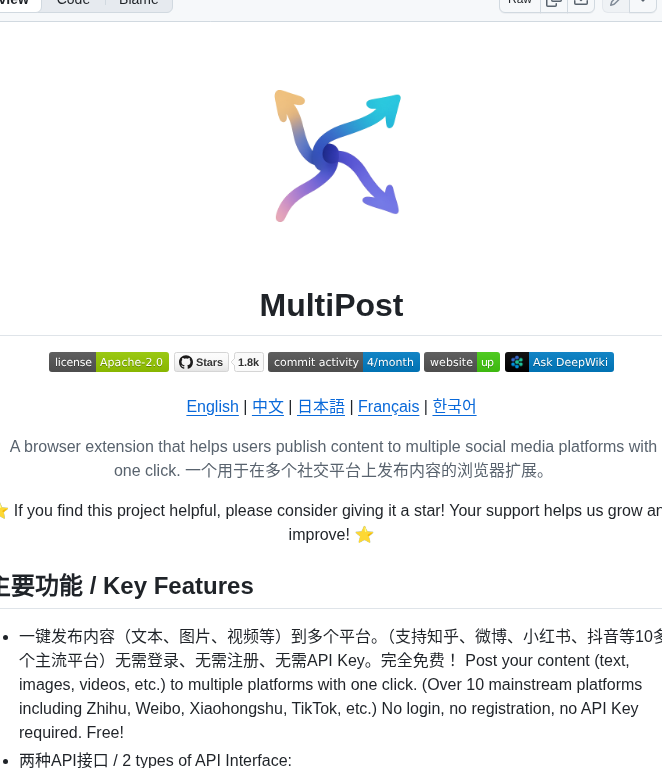 View Code Blame Raw
MultiPost
license Apache-2.0 Stars 1.8k commit activity 4/month website up Ask DeepWiki
English | 中文 | 日本語 | Français | 한국어
A browser extension that helps users publish content to multiple social media platforms with
one click. 一个用于在多个社交平台上发布内容的浏览器扩展。
⭐ If you find this project helpful, please consider giving it a star! Your support helps us grow an
improve! ⭐
主要功能 / Key Features
一键发布内容（文本、图片、视频等）到多个平台。（支持知乎、微博、小红书、抖音等10多
个主流平台）无需登录、无需注册、无需API Key。完全免费！ Post your content (text,
images, videos, etc.) to multiple platforms with one click. (Over 10 mainstream platforms
including Zhihu, Weibo, Xiaohongshu, TikTok, etc.) No login, no registration, no API Key
required. Free!
两种API接口 / 2 types of API Interface: